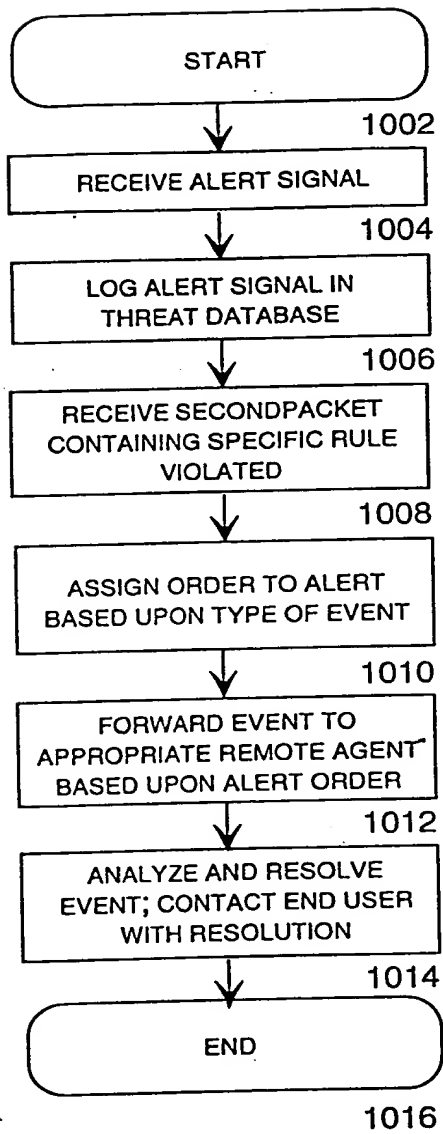 START
1002
RECEIVE ALERT SIGNAL
1004
LOG ALERT SIGNAL IN
THREAT DATABASE
1006
RECEIVE SECONDPACKET
CONTAINING SPECIFIC RULE
VIOLATED
1008
ASSIGN ORDER TO ALERT
BASED UPON TYPE OF EVENT
1010
FORWARD EVENT TO
APPROPRIATE REMOTE AGENT
BASED UPON ALERT ORDER
1012
ANALYZE AND RESOLVE
EVENT; CONTACT END USER
WITH RESOLUTION
1014
END
1016